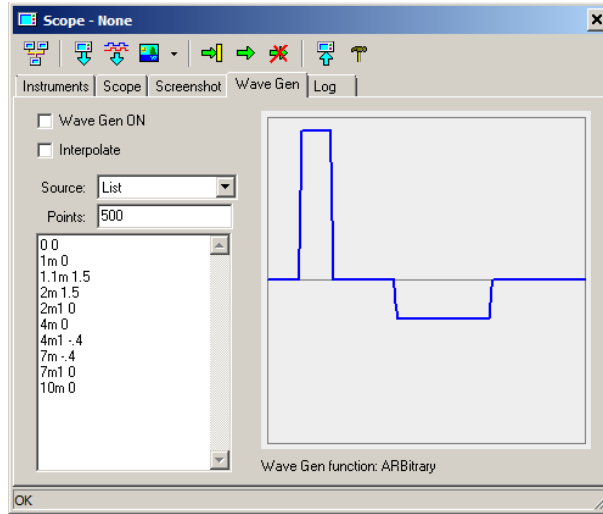 Scope - None
Instruments Scope Screenshot Wave Gen Log
Wave Gen ON
Interpolate
Source: List
Points: 500
0 0
1m 0
1.1m 1.5
2m 1.5
2m1 0
4m 0
4m1 -.4
7m -.4
7m1 0
10m 0
Wave Gen function: ARBitrary
OK